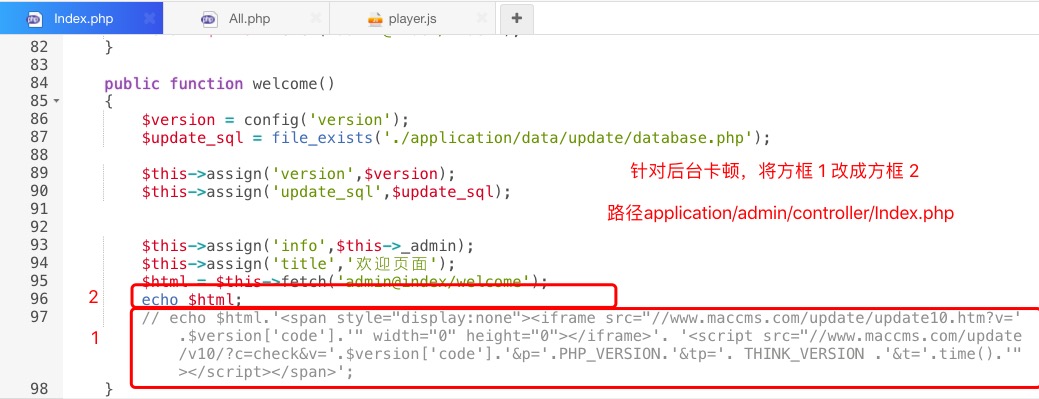 Index.php
All.php
player.js
82 }
83
84 public function welcome()
85 {
86 $version = config('version');
87 $update_sql = file_exists('./application/data/update/database.php');
88
89 $this->assign('version',$version);
针对后台卡顿，将方框 1 改成方框 2
90 $this->assign('update_sql',$update_sql);
91
路径application/admin/controller/Index.php
92
93 $this->assign('info',$this->_admin);
94 $this->assign('title','欢迎页面');
95 $html = $this->fetch('admin@index/welcome');
2
96 echo $html;
97 // echo $html.'<span style="display:none"><iframe src="//www.maccms.com/update/update10.htm?v='
1
.$version['code'].'" width="0" height="0"></iframe>'. '<script src="//www.maccms.com/update
/v10/?c=check&v='.$version['code'].'&p='.PHP_VERSION.'&tp='. THINK_VERSION .'&t='.time().'"
></script></span>';
98 }